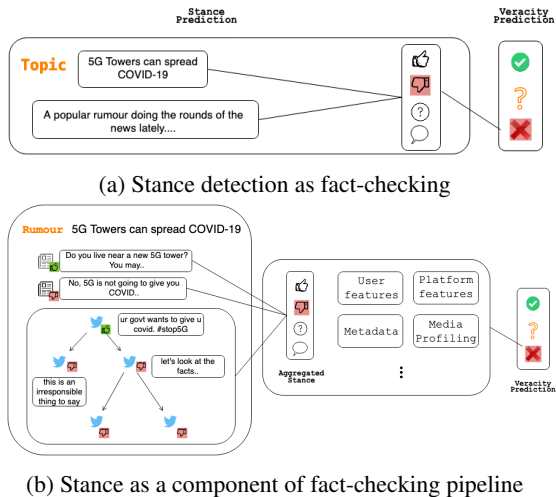 Stance
Prediction
Veracity
Prediction
Topic
5G Towers can spread
COVID-19
A popular rumour doing the rounds of the
news lately....
?
?
(a) Stance detection as fact-checking
Rumour 5G Towers can spread COVID-19
Do you live near a new 5G tower?
You may..
No, 5G is not going to give you
COVID..
ur govt wants to give u
covid. #stop5G
let's look at the
facts..
this is an
irresponsible
thing to say
?
Aggregated
Stance
User
features
Platform
features
Metadata
Media
Profiling
?
Veracity
Prediction
(b) Stance as a component of fact-checking pipeline